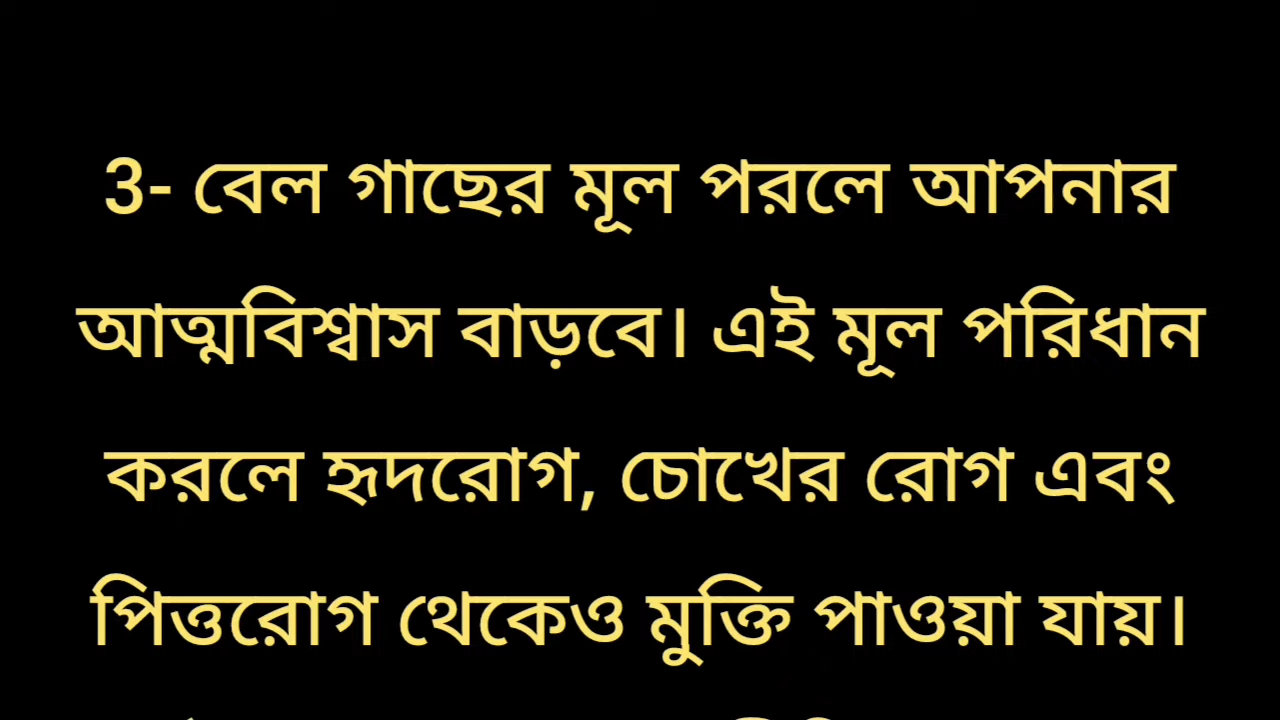 3- বেল গাছের মূল পরলে আপনার
আত্মবিশ্বাস বাড়বে। এই মূল পরিধান
করলে হৃদরোগ, চোখের রোগ এবং
পিত্তরোগ থেকেও মুক্তি পাওয়া যায়।